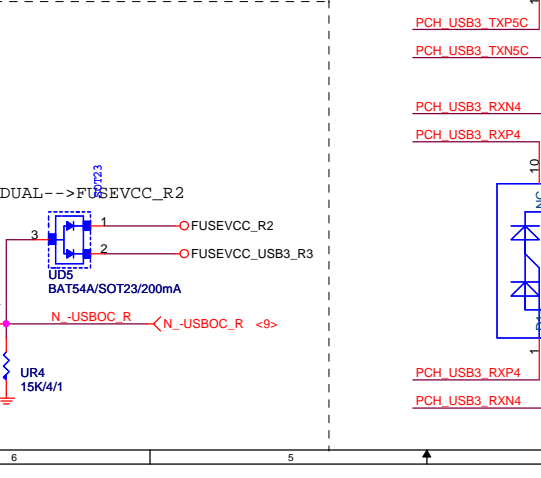 PCH_USB3_TXP5C
PCH_USB3_TXN5C
PCH_USB3_RXN4
PCH_USB3_RXP4
10
SOT23
DUAL-->FUSEVCC_R2
NC
1
FUSEVCC_R2
3
2
FUSEVCC_USB3_R3
UD5
BAT54A/SOT23/200mA
N_-USBOC_R
N_-USBOC_R <9>
1
UR4
15K/4/1
PCH_USB3_RXP4
PCH_USB3_RXN4
6
5